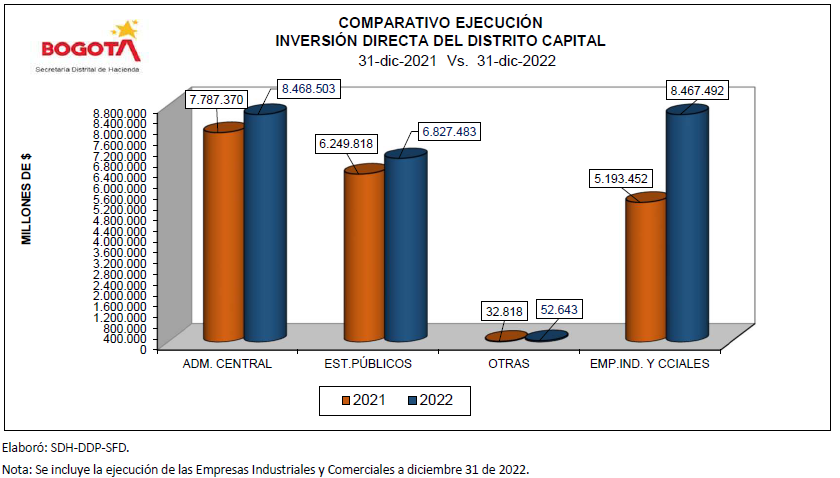 BOGOTA
Secretaría Distrital de Hacienda
COMPARATIVO EJECUCIÓN
INVERSIÓN DIRECTA DEL DISTRITO CAPITAL
31-dic-2021 Vs. 31-dic-2022
MILLONES DE $
8.800.000
8.400.000
8.000.000
7.600.000
7.200.000
6.800.000
6.400.000
6.000.000
5.600.000
5.200.000
4.800.000
4.400.000
4.000.000
3.600.000
3.200.000
2.800.000
2.400.000
2.000.000
1.600.000
1.200.000
800.000
400.000
0
7.787.370
8.468.503
6.249.818
6.827.483
32.818
52.643
5.193.452
8.467.492
ADM. CENTRAL
EST.PÚBLICOS
OTRAS
EMP.IND. Y CCIALES
2021
2022
Elaboró: SDH-DDP-SFD.
Nota: Se incluye la ejecución de las Empresas Industriales y Comerciales a diciembre 31 de 2022.